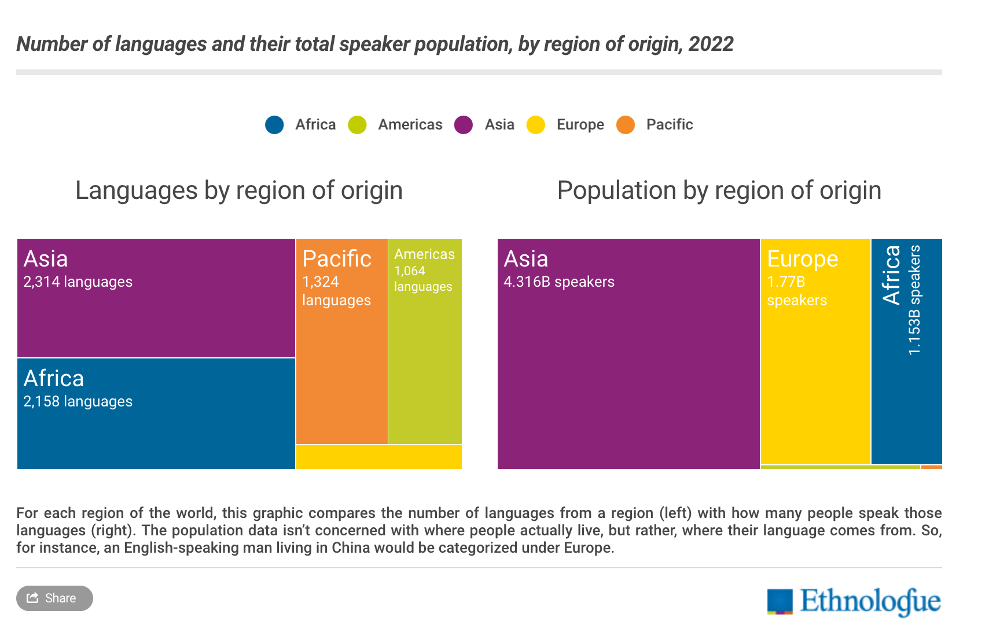 Number of languages and their total speaker population, by region of origin, 2022
Africa Americas Asia Europe Pacific
Languages by region of origin
Asia
2,314 languages
Pacific
1,324
languages
Americas
1,064
languages
Africa
2,158 languages
Population by region of origin
Asia
4.316B speakers
Europe
1.77B
speakers
Africa
1.153B speakers
For each region of the world, this graphic compares the number of languages from a region (left) with how many people speak those
languages (right). The population data isn’t concerned with where people actually live, but rather, where their language comes from. So,
for instance, an English-speaking man living in China would be categorized under Europe.
Share
Ethnologue